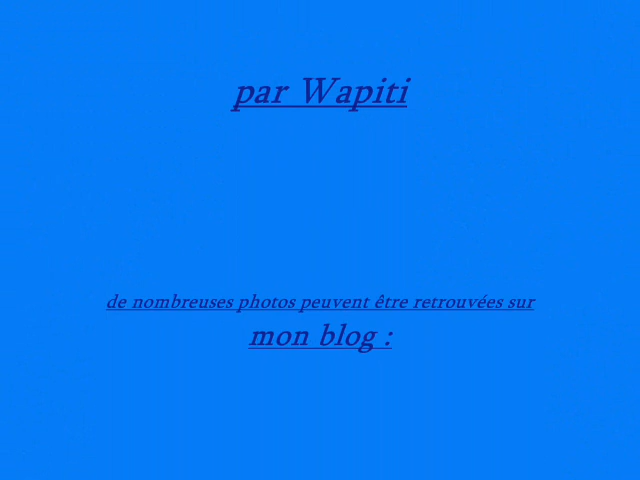 par Wapiti
de nombreuses photos peuvent être retrouvées sur
mon blog :